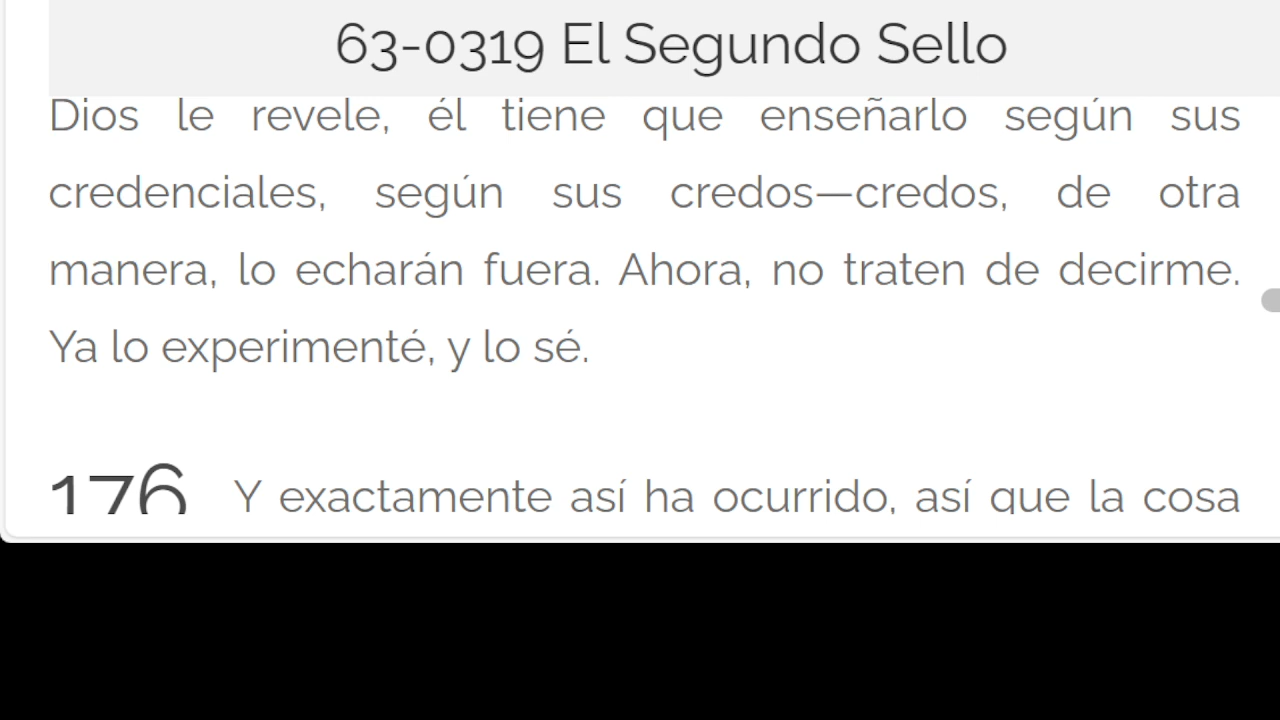 63-0319 El Segundo Sello
Dios le revele, él tiene que enseñarlo según sus
credenciales, según sus credos—credos, de otra
manera, lo echarán fuera. Ahora, no traten de decirme.
Ya lo experimenté, y lo sé.
176 Y exactamente así ha ocurrido, así que la cosa